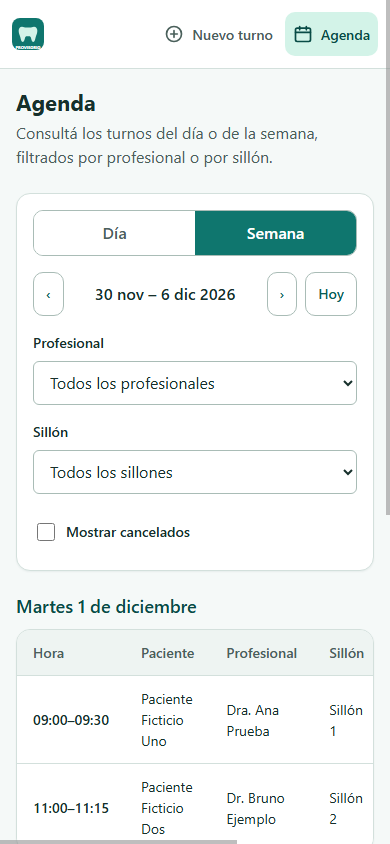 PROVISORIO
Nuevo turno
Agenda
Agenda
Consultá los turnos del día o de la semana,
filtrados por profesional o por sillón.
Día
Semana
‹
30 nov – 6 dic 2026
›
Hoy
Profesional
Todos los profesionales
Sillón
Todos los sillones
Mostrar cancelados
Martes 1 de diciembre
Hora Paciente Profesional Sillón
09:00–09:30
Paciente
Ficticio
Uno
Dra. Ana
Prueba
Sillón
1
11:00–11:15
Paciente
Ficticio
Dos
Dr. Bruno
Ejemplo
Sillón
2